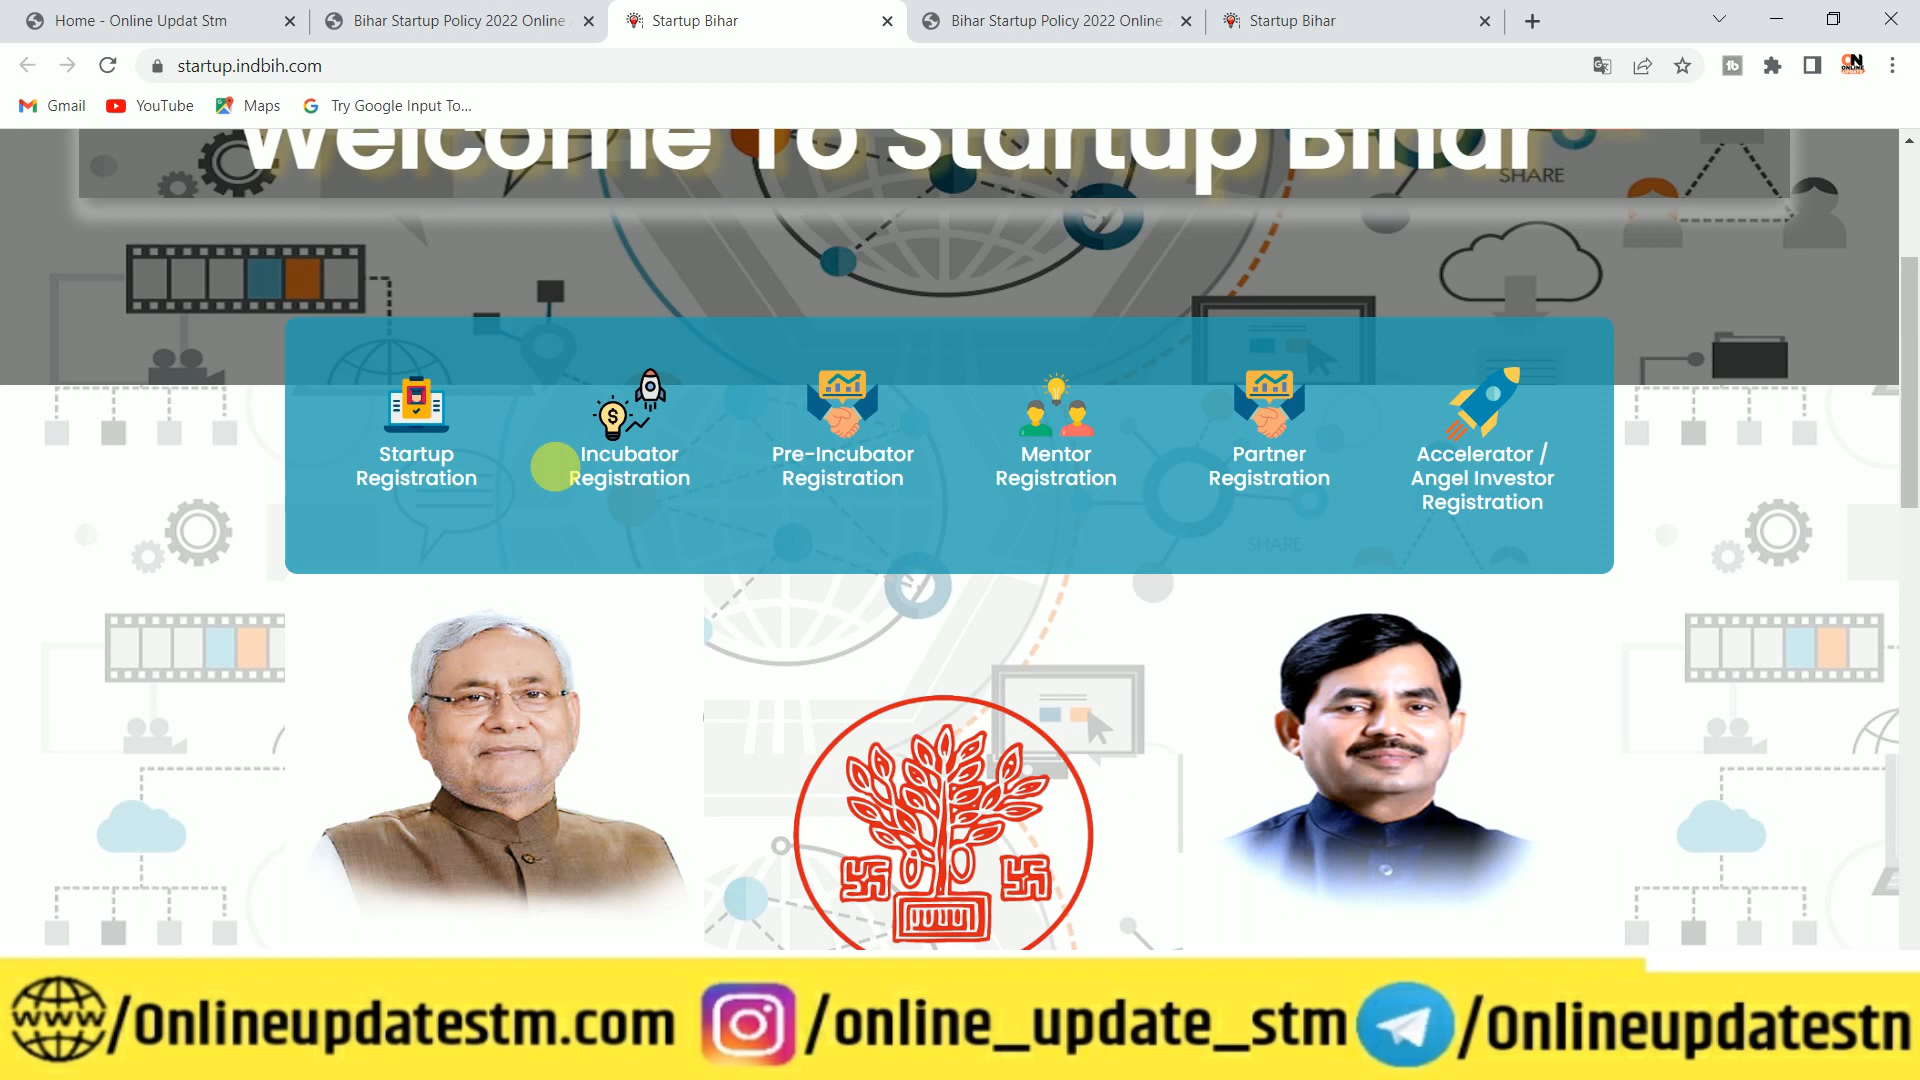 Home - Online Updat Stm
Bihar Startup Policy 2022 Online
Startup Bihar
Bihar Startup Policy 2022 Online
Startup Bihar
startup.indbih.com
Gmail
YouTube
Maps
Try Google Input To...
Welcome To Startup Bihar
SHARE
Startup
Registration
Incubator
Registration
Pre-Incubator
Registration
Mentor
Registration
Partner
Registration
Accelerator /
Angel Investor
Registration
SHARE
www/Onlineupdatestm.com
/online_update_stm
/Onlineupdatestn